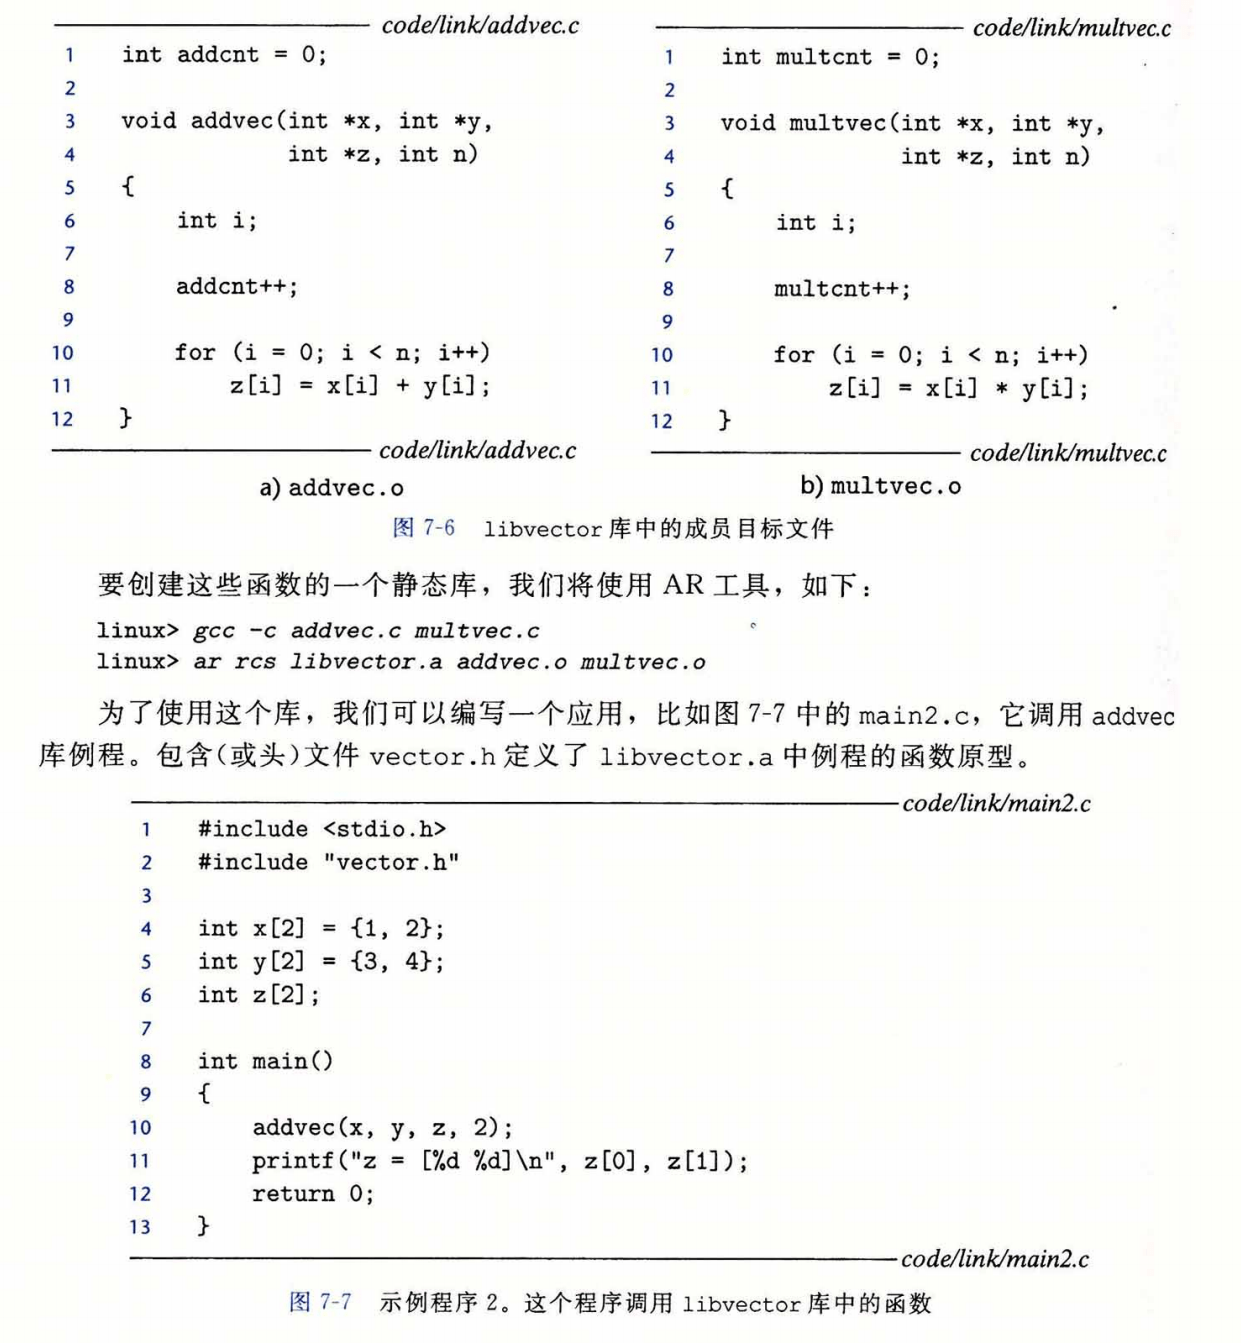 code/link/addvec.c
1 int addcnt = 0;
2
3 void addvec(int *x, int *y,
4 int *z, int n)
5 {
6 int i;
7
8 addcnt++;
9
10 for (i = 0; i < n; i++)
11 z[i] = x[i] + y[i];
12 }
code/link/addvec.c
a) addvec.o
code/link/multvec.c
1 int multcnt = 0;
2
3 void multvec(int *x, int *y,
4 int *z, int n)
5 {
6 int i;
7
8 multcnt++;
9
10 for (i = 0; i < n; i++)
11 z[i] = x[i] * y[i];
12 }
code/link/multvec.c
b) multvec.o
图 7-6 libvector 库中的成员目标文件
要创建这些函数的一个静态库，我们将使用 AR 工具，如下：
linux> gcc -c addvec.c multvec.c
linux> ar rcs libvector.a addvec.o multvec.o
为了使用这个库，我们可以编写一个应用，比如图 7-7 中的 main2.c，它调用 addvec
库例程。包含(或头)文件 vector.h 定义了 libvector.a 中例程的函数原型。
code/link/main2.c
1 #include <stdio.h>
2 #include "vector.h"
3
4 int x[2] = {1, 2};
5 int y[2] = {3, 4};
6 int z[2];
7
8 int main()
9 {
10 addvec(x, y, z, 2);
11 printf("z = [%d %d]\n", z[0], z[1]);
12 return 0;
13 }
code/link/main2.c
图 7-7 示例程序 2。这个程序调用 libvector 库中的函数